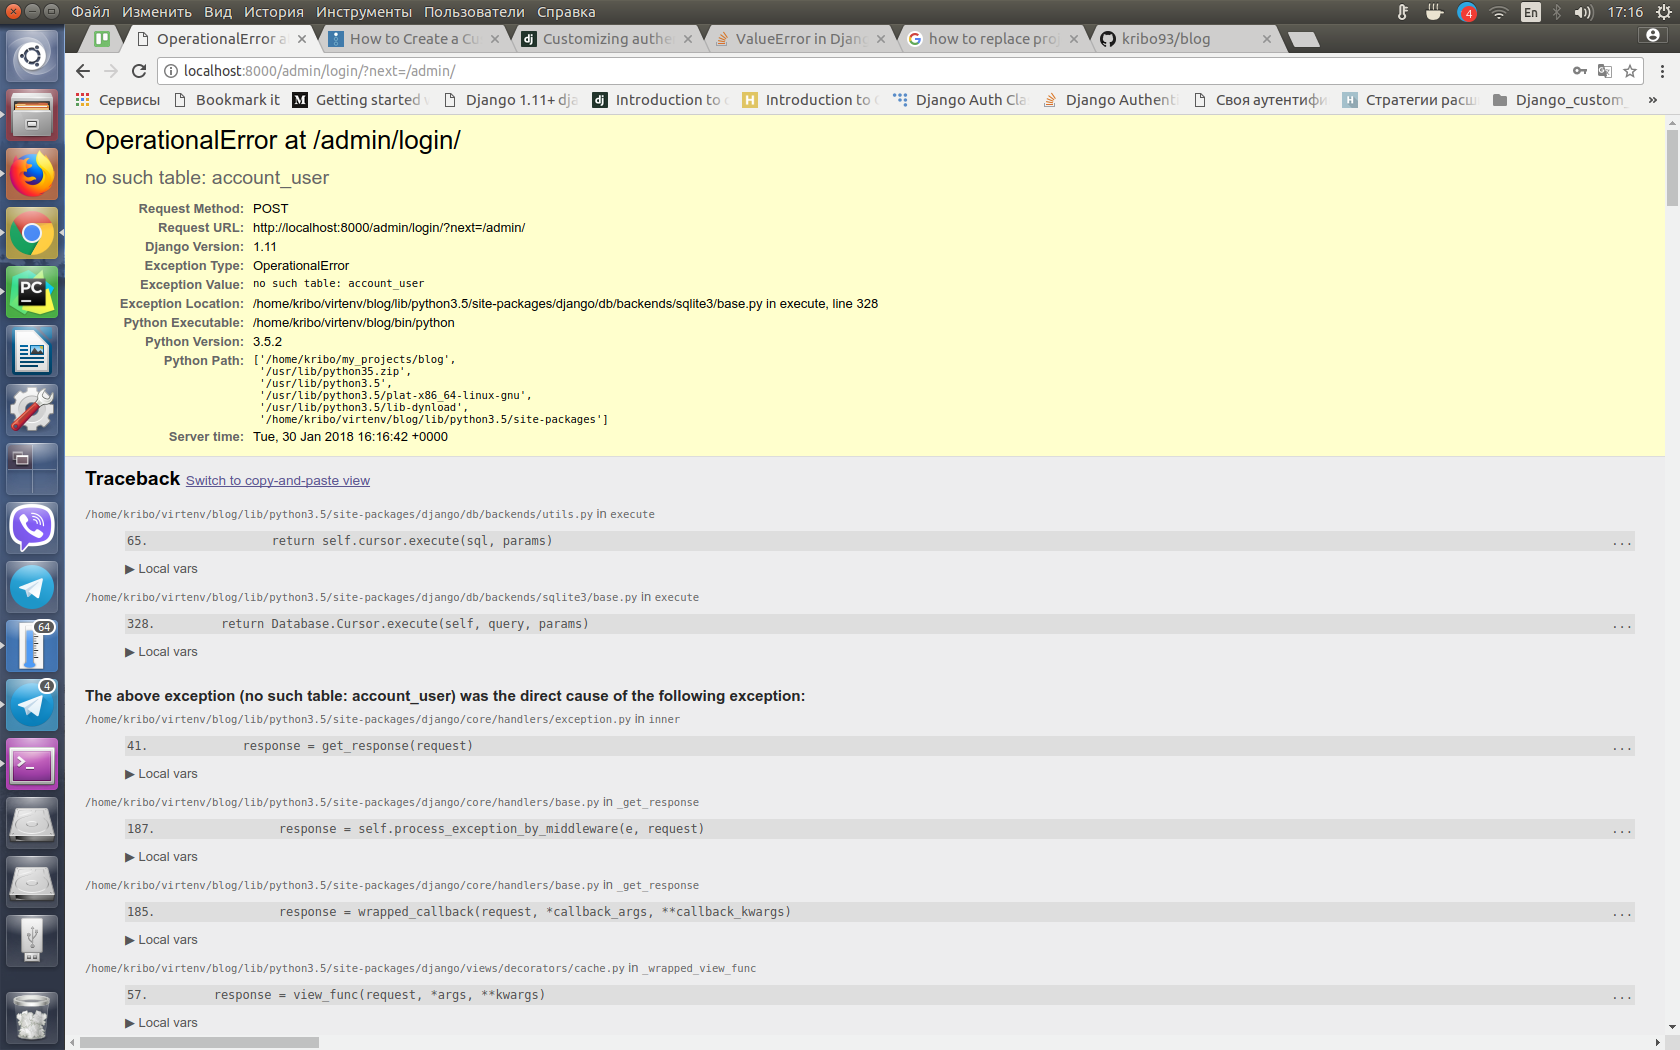 Файл Изменить Вид История Инструменты Пользователи Справка
4 En 17:16
OperationalError a
How to Create a Cu
Customizing authe
ValueError in Djan
how to replace pro
kribo93/blog
localhost:8000/admin/login/?next=/admin/
Сервисы Bookmark it Getting started Django 1.11+ dja Introduction to Introduction to Django Auth Cla Django Authenti Своя аутентифи Стратегии расш Django_custom_ »
OperationalError at /admin/login/
no such table: account_user
Request Method: POST
Request URL: http://localhost:8000/admin/login/?next=/admin/
Django Version: 1.11
Exception Type: OperationalError
Exception Value: no such table: account_user
Exception Location: /home/kribo/virtenv/blog/lib/python3.5/site-packages/django/db/backends/sqlite3/base.py in execute, line 328
Python Executable: /home/kribo/virtenv/blog/bin/python
Python Version: 3.5.2
Python Path: ['/home/kribo/my_projects/blog',
'/usr/lib/python35.zip',
'/usr/lib/python3.5',
'/usr/lib/python3.5/plat-x86_64-linux-gnu',
'/usr/lib/python3.5/lib-dynload',
'/home/kribo/virtenv/blog/lib/python3.5/site-packages']
Server time: Tue, 30 Jan 2018 16:16:42 +0000
Traceback Switch to copy-and-paste view
/home/kribo/virtenv/blog/lib/python3.5/site-packages/django/db/backends/utils.py in execute
65. return self.cursor.execute(sql, params) ...
▶ Local vars
/home/kribo/virtenv/blog/lib/python3.5/site-packages/django/db/backends/sqlite3/base.py in execute
328. return Database.Cursor.execute(self, query, params) ...
▶ Local vars
The above exception (no such table: account_user) was the direct cause of the following exception:
/home/kribo/virtenv/blog/lib/python3.5/site-packages/django/core/handlers/exception.py in inner
41. response = get_response(request) ...
▶ Local vars
/home/kribo/virtenv/blog/lib/python3.5/site-packages/django/core/handlers/base.py in _get_response
187. response = self.process_exception_by_middleware(e, request) ...
▶ Local vars
/home/kribo/virtenv/blog/lib/python3.5/site-packages/django/core/handlers/base.py in _get_response
185. response = wrapped_callback(request, *callback_args, **callback_kwargs) ...
▶ Local vars
/home/kribo/virtenv/blog/lib/python3.5/site-packages/django/views/decorators/cache.py in _wrapped_view_func
57. response = view_func(request, *args, **kwargs) ...
▶ Local vars
PC
64
4